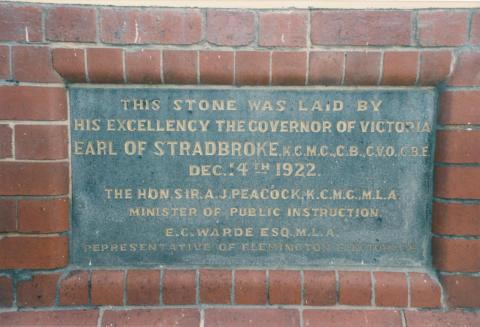 THIS STONE WAS LAID BY
HIS EXCELLENCY THE GOVERNOR OF VICTORIA
EARL OF STRADBROKE, K.C.M.G., C.B., C.V.O., C.B.E.
DEC. 14TH 1922.
THE HON. SIR. A. J. PEACOCK, K.C.M.G., M.L.A.
MINISTER OF PUBLIC INSTRUCTION.
E. C. WARDE ESQ. M.L.A.
REPRESENTATIVE OF FLEMINGTON ELECTORATE